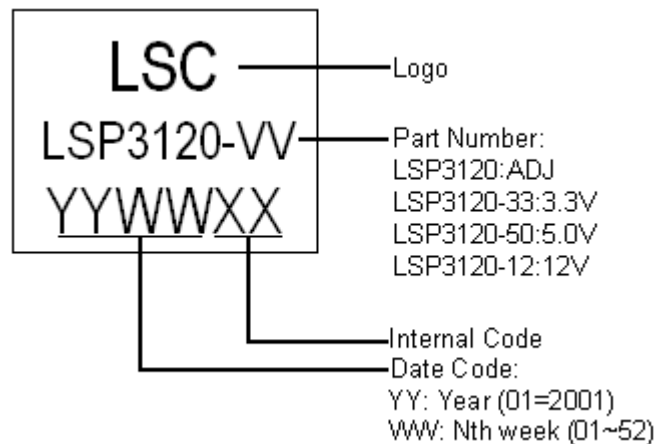 LSC
LSP3120-VV
YYWWXX
Logo
Part Number:
LSP3120:ADJ
LSP3120-33:3.3V
LSP3120-50:5.0V
LSP3120-12:12V
Internal Code
Date Code:
YY: Year (01=2001)
WW: Nth week (01~52)